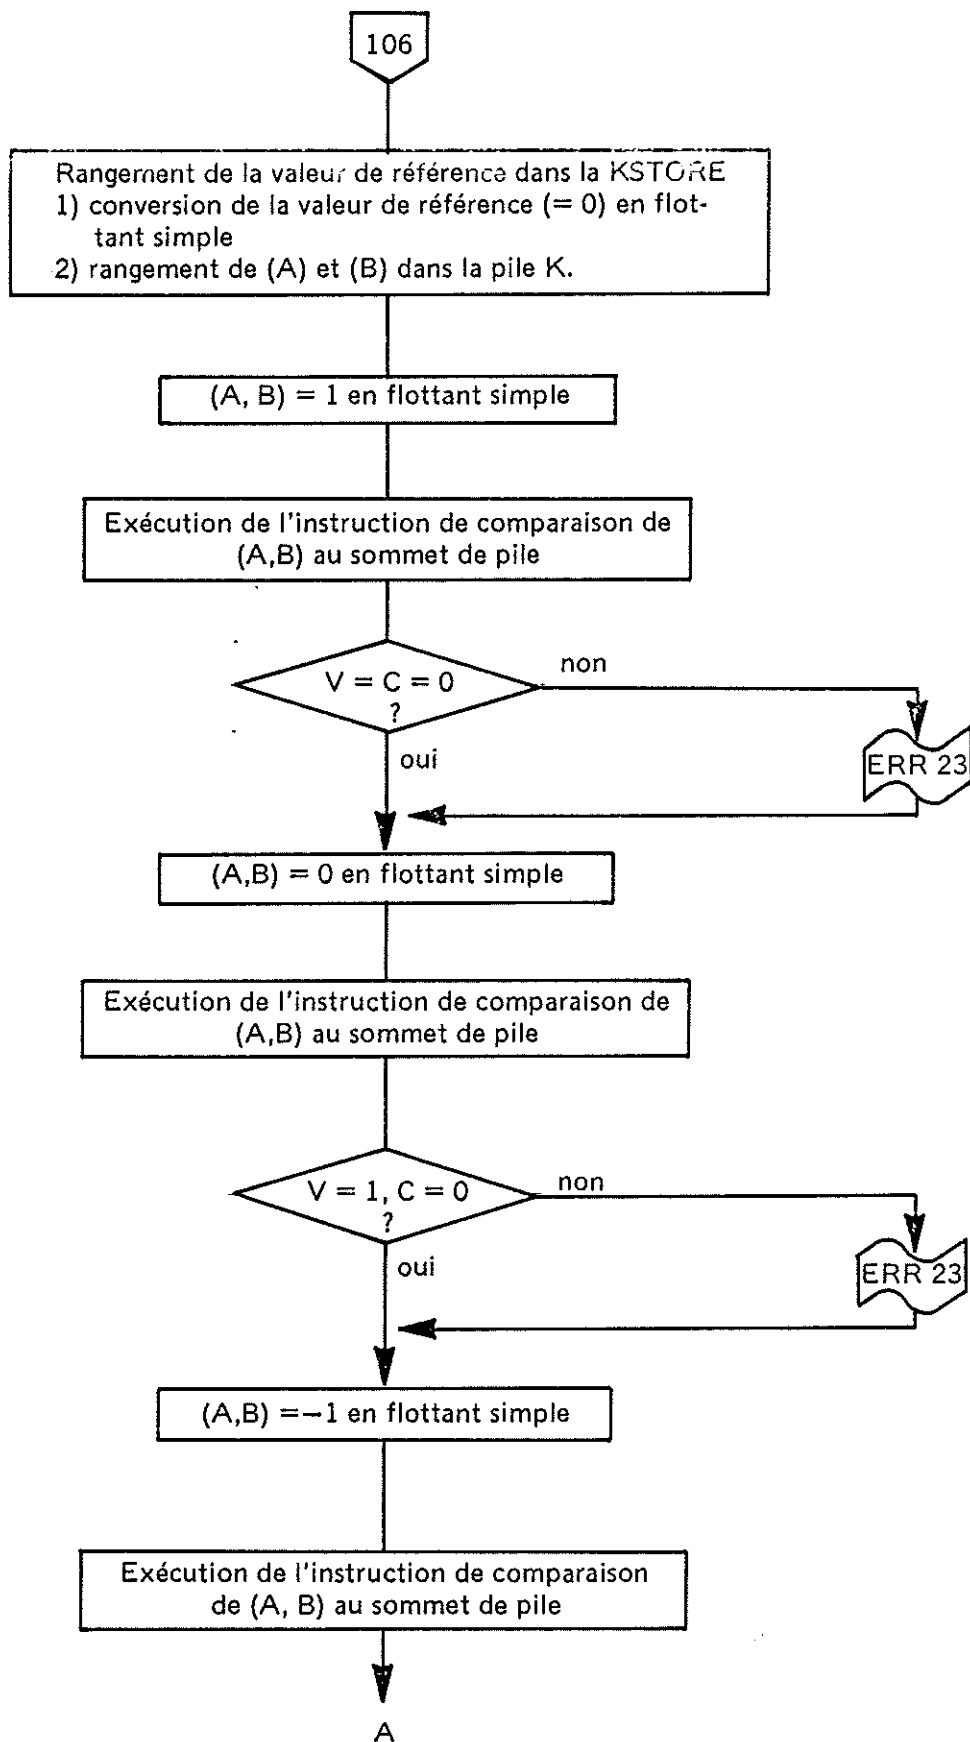 106
Rangement de la valeur de référence dans la KSTORE
1) conversion de la valeur de référence (= 0) en flot-
tant simple
2) rangement de (A) et (B) dans la pile K.
(A, B) = 1 en flottant simple
Exécution de l'instruction de comparaison de
(A,B) au sommet de pile
V = C = 0
?
non
oui
ERR 23
(A,B) = 0 en flottant simple
Exécution de l'instruction de comparaison de
(A,B) au sommet de pile
V = 1, C = 0
?
non
oui
ERR 23
(A,B) =−1 en flottant simple
Exécution de l'instruction de comparaison
de (A, B) au sommet de pile
A